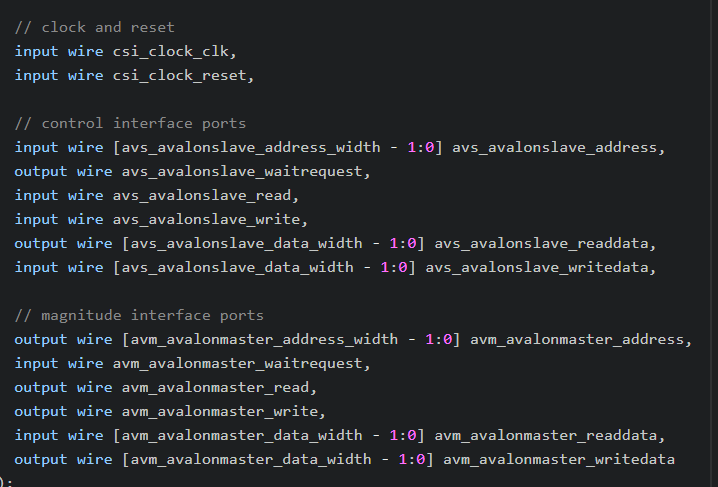 // clock and reset
input wire csi_clock_clk,
input wire csi_clock_reset,
// control interface ports
input wire [avs_avalonslave_address_width - 1:0] avs_avalonslave_address,
output wire avs_avalonslave_waitrequest,
input wire avs_avalonslave_read,
input wire avs_avalonslave_write,
output wire [avs_avalonslave_data_width - 1:0] avs_avalonslave_readdata,
input wire [avs_avalonslave_data_width - 1:0] avs_avalonslave_writedata,
// magnitude interface ports
output wire [avm_avalonmaster_address_width - 1:0] avm_avalonmaster_address,
input wire avm_avalonmaster_waitrequest,
output wire avm_avalonmaster_read,
output wire avm_avalonmaster_write,
input wire [avm_avalonmaster_data_width - 1:0] avm_avalonmaster_readdata,
output wire [avm_avalonmaster_data_width - 1:0] avm_avalonmaster_writedata
);